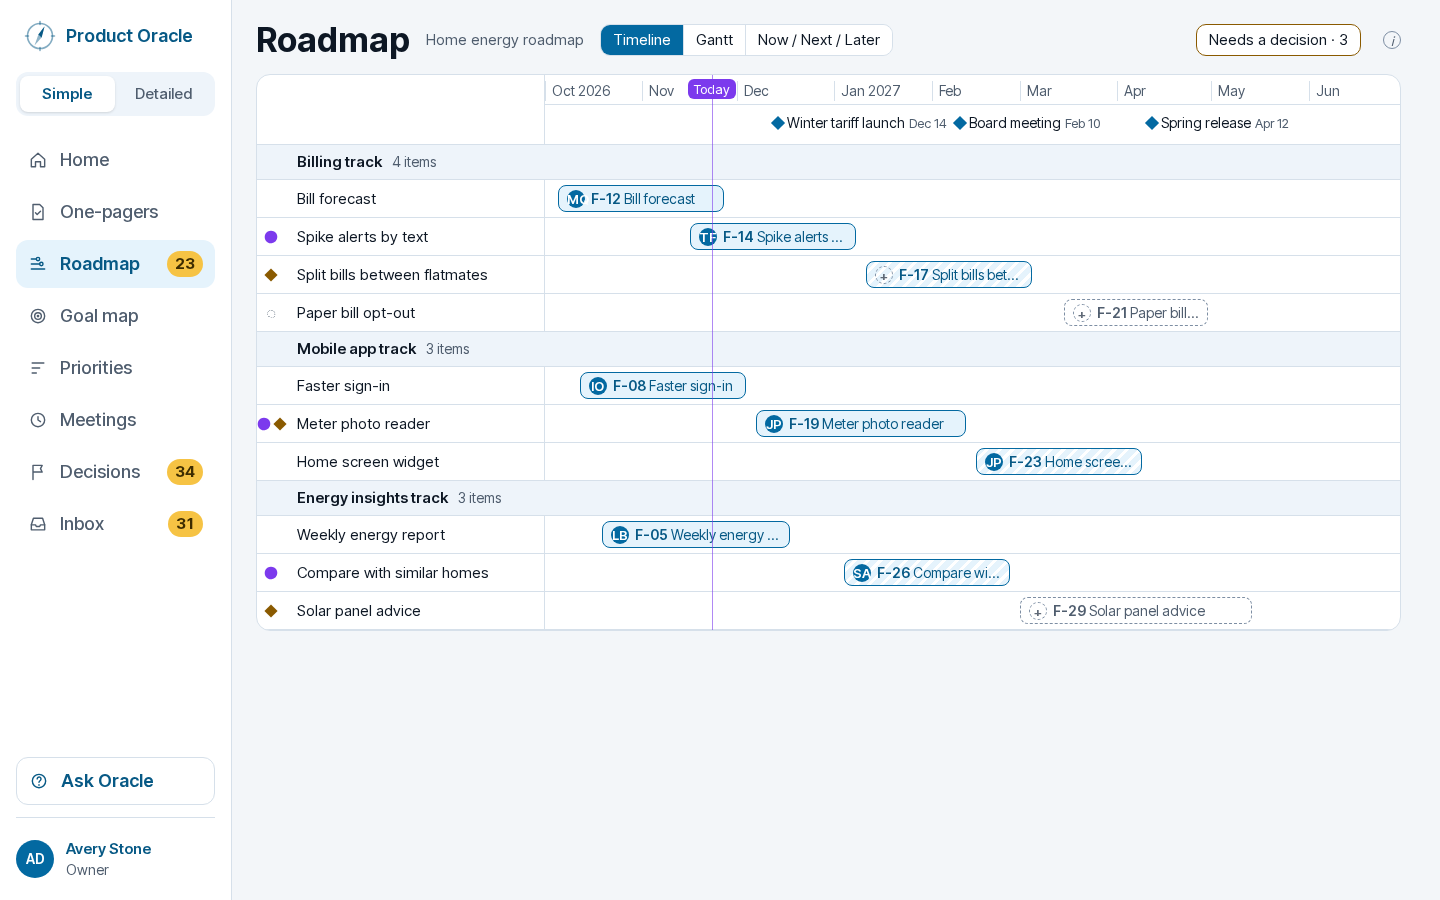 Product Oracle
Simple Detailed
Home
One-pagers
Roadmap 23
Goal map
Priorities
Meetings
Decisions 34
Inbox 31
Ask Oracle
AD Avery Stone
Owner
Roadmap Home energy roadmap Timeline Gantt Now / Next / Later Needs a decision · 3 i
Oct 2026 Nov Today Dec Jan 2027 Feb Mar Apr May Jun
Winter tariff launch Dec 14 Board meeting Feb 10 Spring release Apr 12
Billing track 4 items
Bill forecast F-12 Bill forecast
Spike alerts by text TF F-14 Spike alerts ...
Split bills between flatmates + F-17 Split bills bet...
Paper bill opt-out + F-21 Paper bill...
Mobile app track 3 items
Faster sign-in IO F-08 Faster sign-in
Meter photo reader JP F-19 Meter photo reader
Home screen widget JP F-23 Home scree...
Energy insights track 3 items
Weekly energy report LB F-05 Weekly energy ...
Compare with similar homes SA F-26 Compare wi...
Solar panel advice + F-29 Solar panel advice